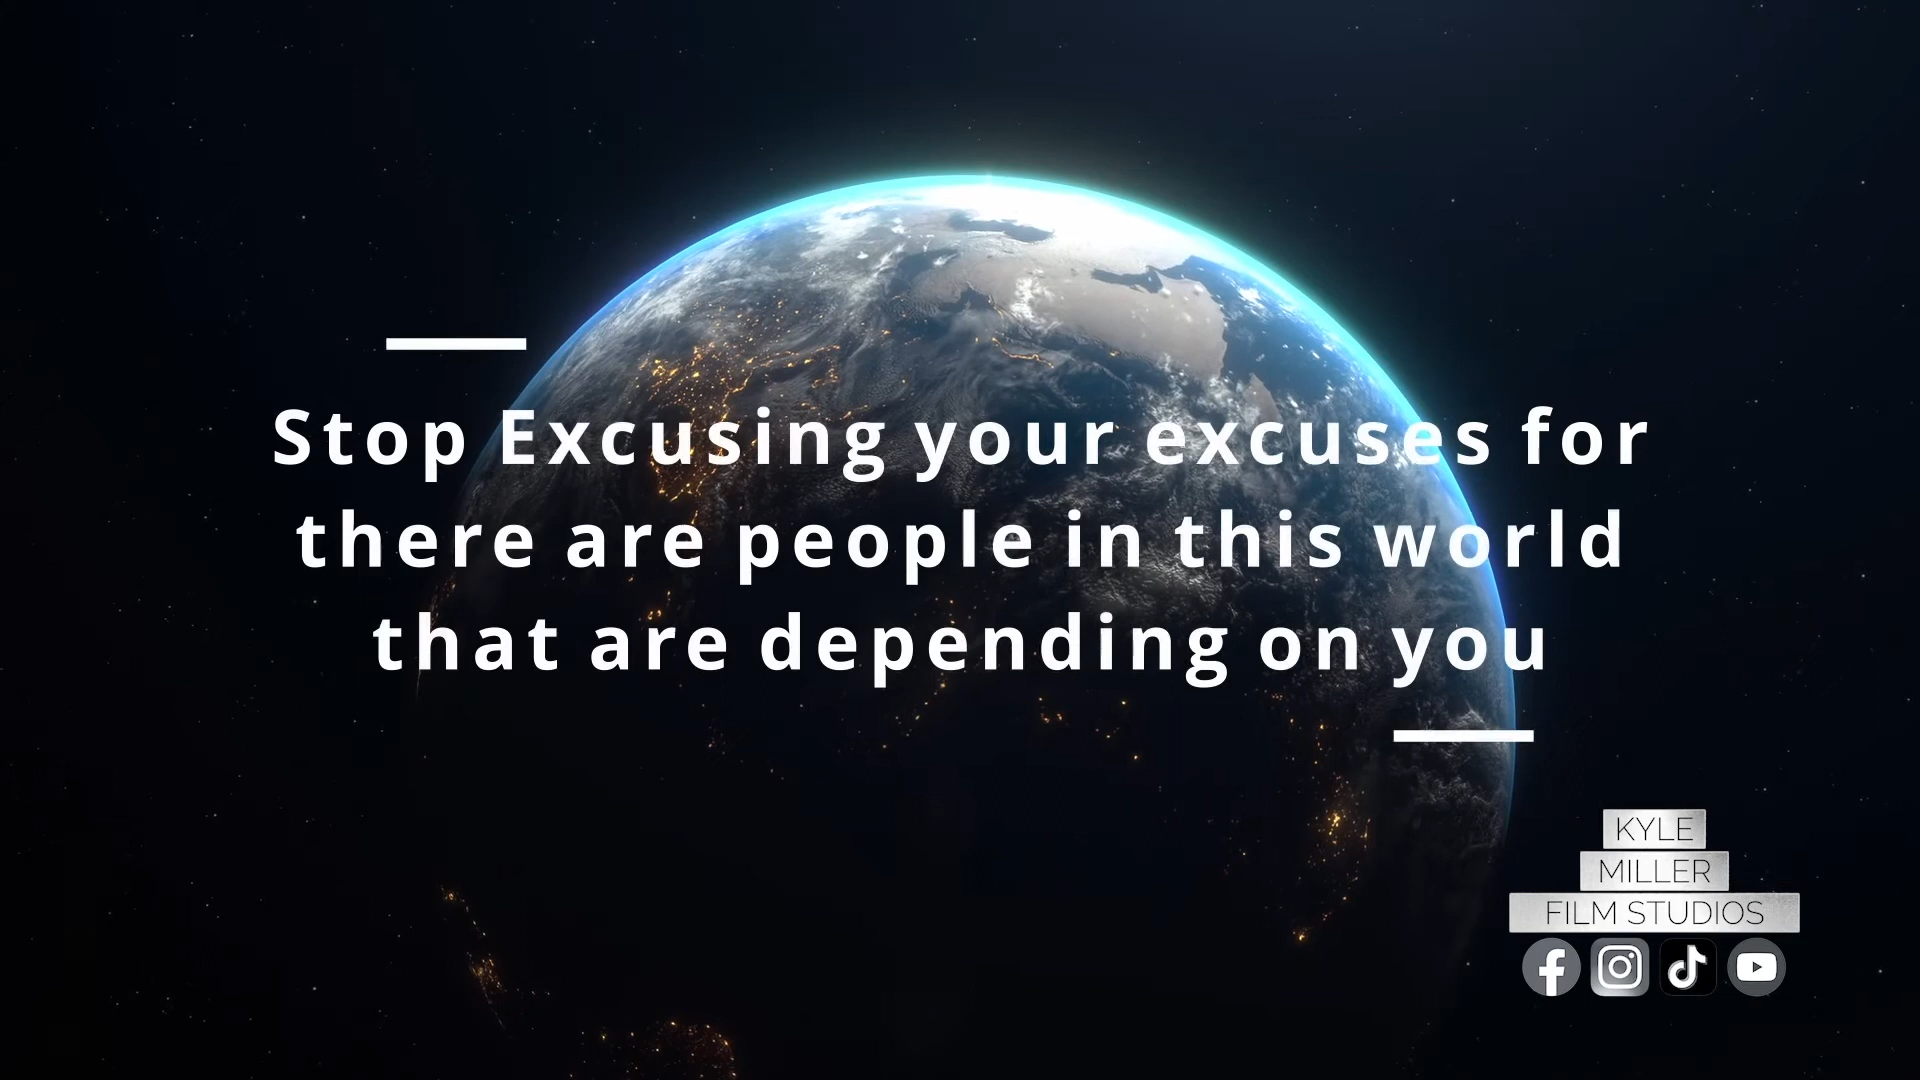 Stop Excusing your excuses for
there are people in this world
that are depending on you
KYLE
MILLER
FILM STUDIOS